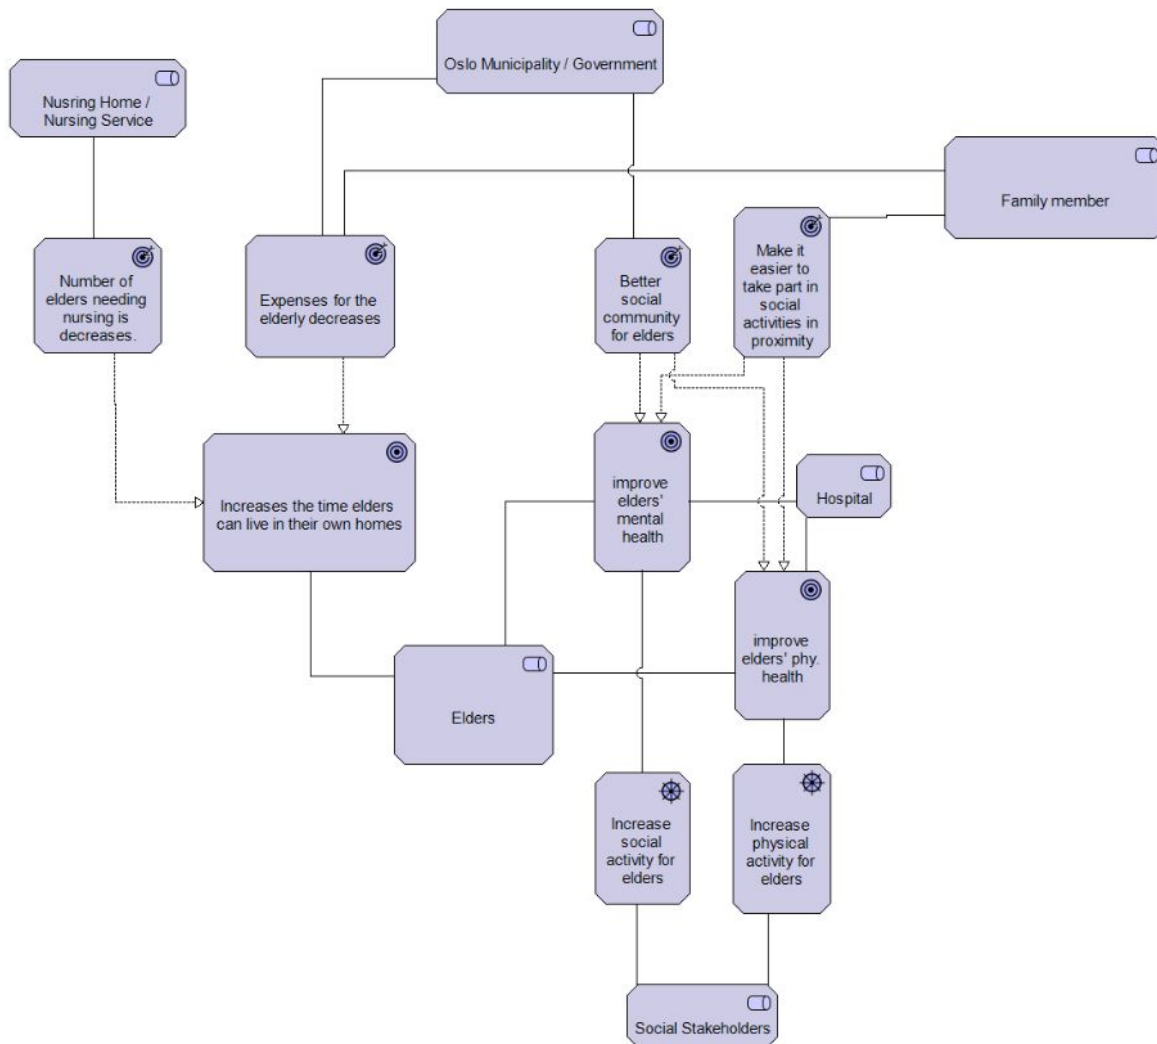 Oslo Municipality / Government
Nusring Home /
Nursing Service
Family member
Number of
elders needing
nursing is
decreases.
Expenses for the
elderly decreases
Better
social
community
for elders
Make it
easier to
take part in
social
activities in
proximity
Increases the time elders
can live in their own homes
improve
elders'
mental
health
Hospital
improve
elders' phy.
health
Elders
Increase
social
activity for
elders
Increase
physical
activity for
elders
Social Stakeholders